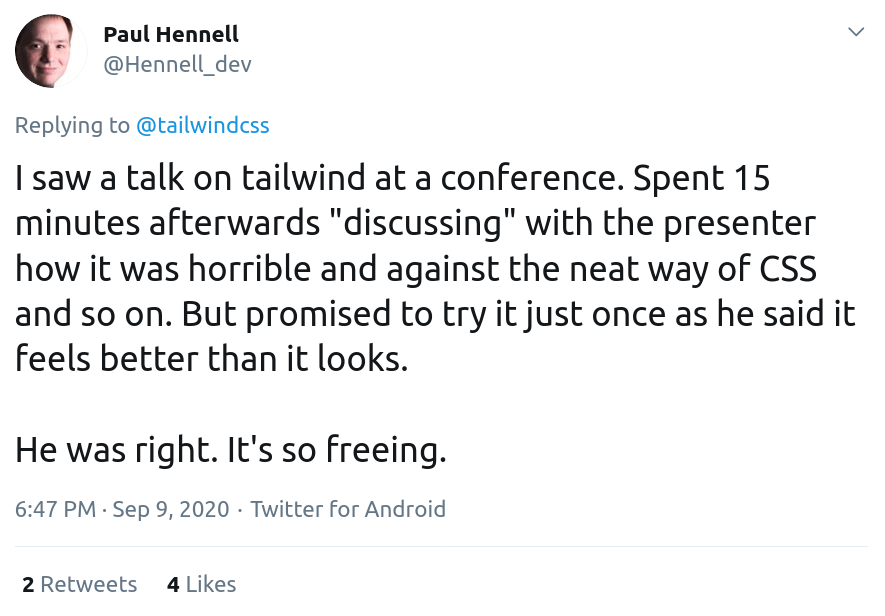 Paul Hennell
@Hennell_dev
Replying to @tailwindcss
I saw a talk on tailwind at a conference. Spent 15
minutes afterwards "discussing" with the presenter
how it was horrible and against the neat way of CSS
and so on. But promised to try it just once as he said it
feels better than it looks.
He was right. It's so freeing.
6:47 PM · Sep 9, 2020 · Twitter for Android
2 Retweets 4 Likes